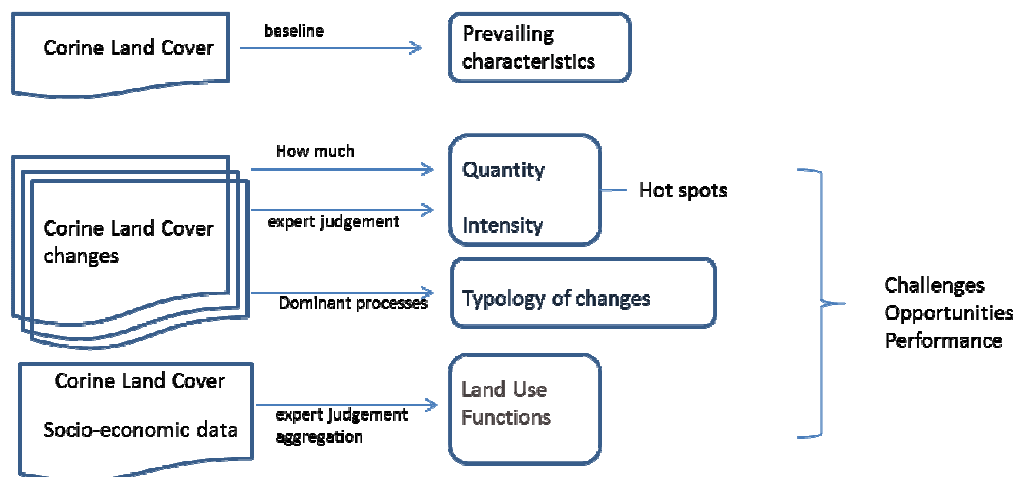 Corine Land Cover
baseline
Prevailing
characteristics
Corine Land Cover
changes
How much
expert judgement
Dominant processes
Quantity
Intensity
Hot spots
Typology of changes
Corine Land Cover
Socio-economic data
expert judgement
aggregation
Land Use
Functions
Challenges
Opportunities
Performance